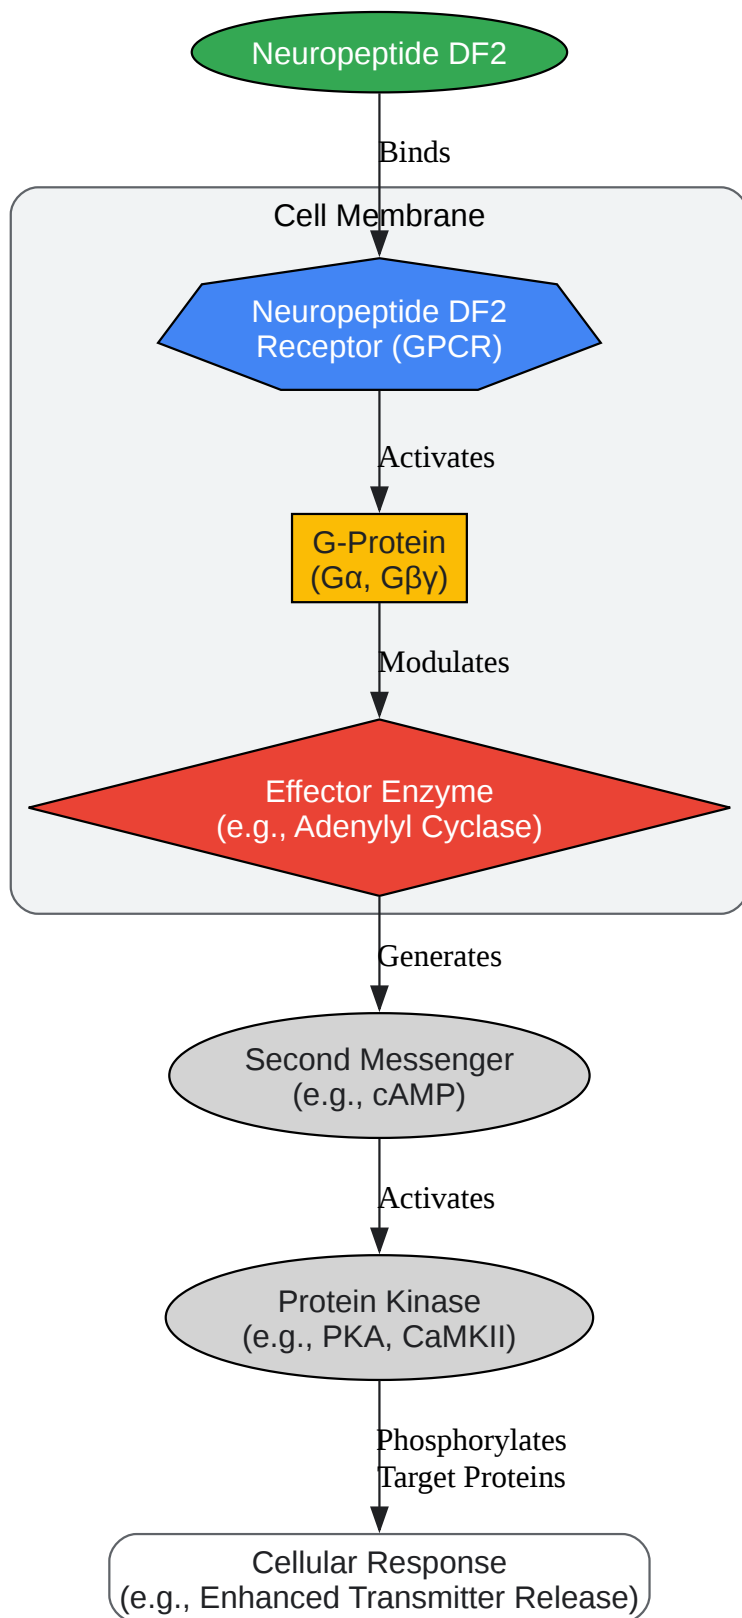 Neuropeptide DF2
Binds
Cell Membrane
Neuropeptide DF2
Receptor (GPCR)
Activates
G-Protein
(Gα, Gβγ)
Modulates
Effector Enzyme
(e.g., Adenylyl Cyclase)
Generates
Second Messenger
(e.g., cAMP)
Activates
Protein Kinase
(e.g., PKA, CaMKII)
Phosphorylates
Target Proteins
Cellular Response
(e.g., Enhanced Transmitter Release)